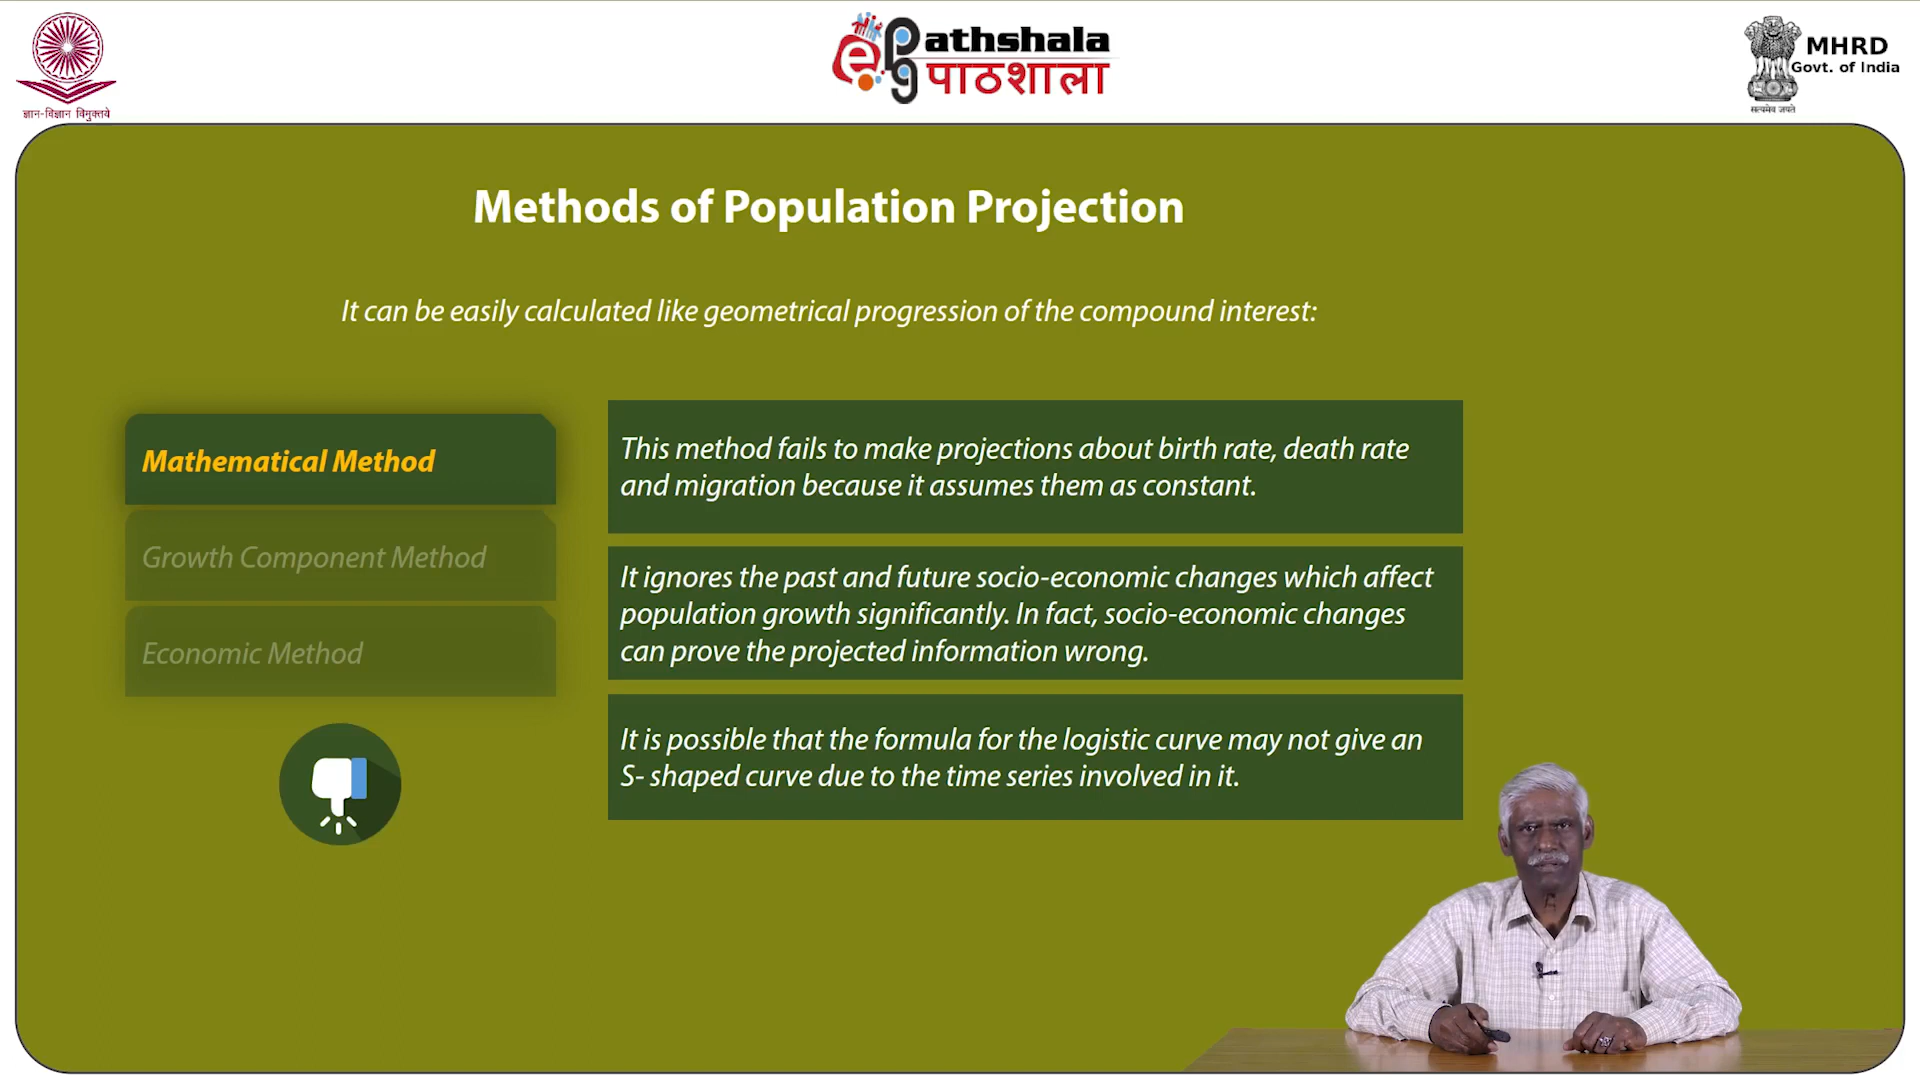 ज्ञान-विज्ञान विमुक्तये
e
PG
athshala
पाठशाला
MHRD
Govt. of India
सत्यमेव जयते
Methods of Population Projection
It can be easily calculated like geometrical progression of the compound interest:
Mathematical Method
Growth Component Method
Economic Method
This method fails to make projections about birth rate, death rate
and migration because it assumes them as constant.
It ignores the past and future socio-economic changes which affect
population growth significantly. In fact, socio-economic changes
can prove the projected information wrong.
It is possible that the formula for the logistic curve may not give an
S- shaped curve due to the time series involved in it.